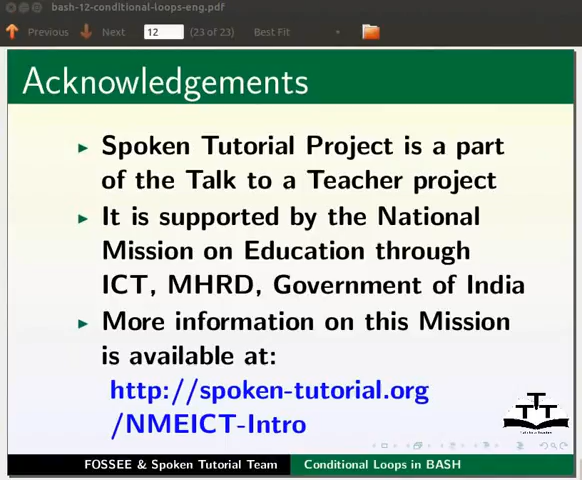 bash-12-conditional-loops-eng.pdf
Previous Next 12 (23 of 23) Best Fit
Acknowledgements
Spoken Tutorial Project is a part
of the Talk to a Teacher project
It is supported by the National
Mission on Education through
ICT, MHRD, Government of India
More information on this Mission
is available at:
http://spoken-tutorial.org
/NMEICT-Intro
FOSSEE & Spoken Tutorial Team Conditional Loops in BASH